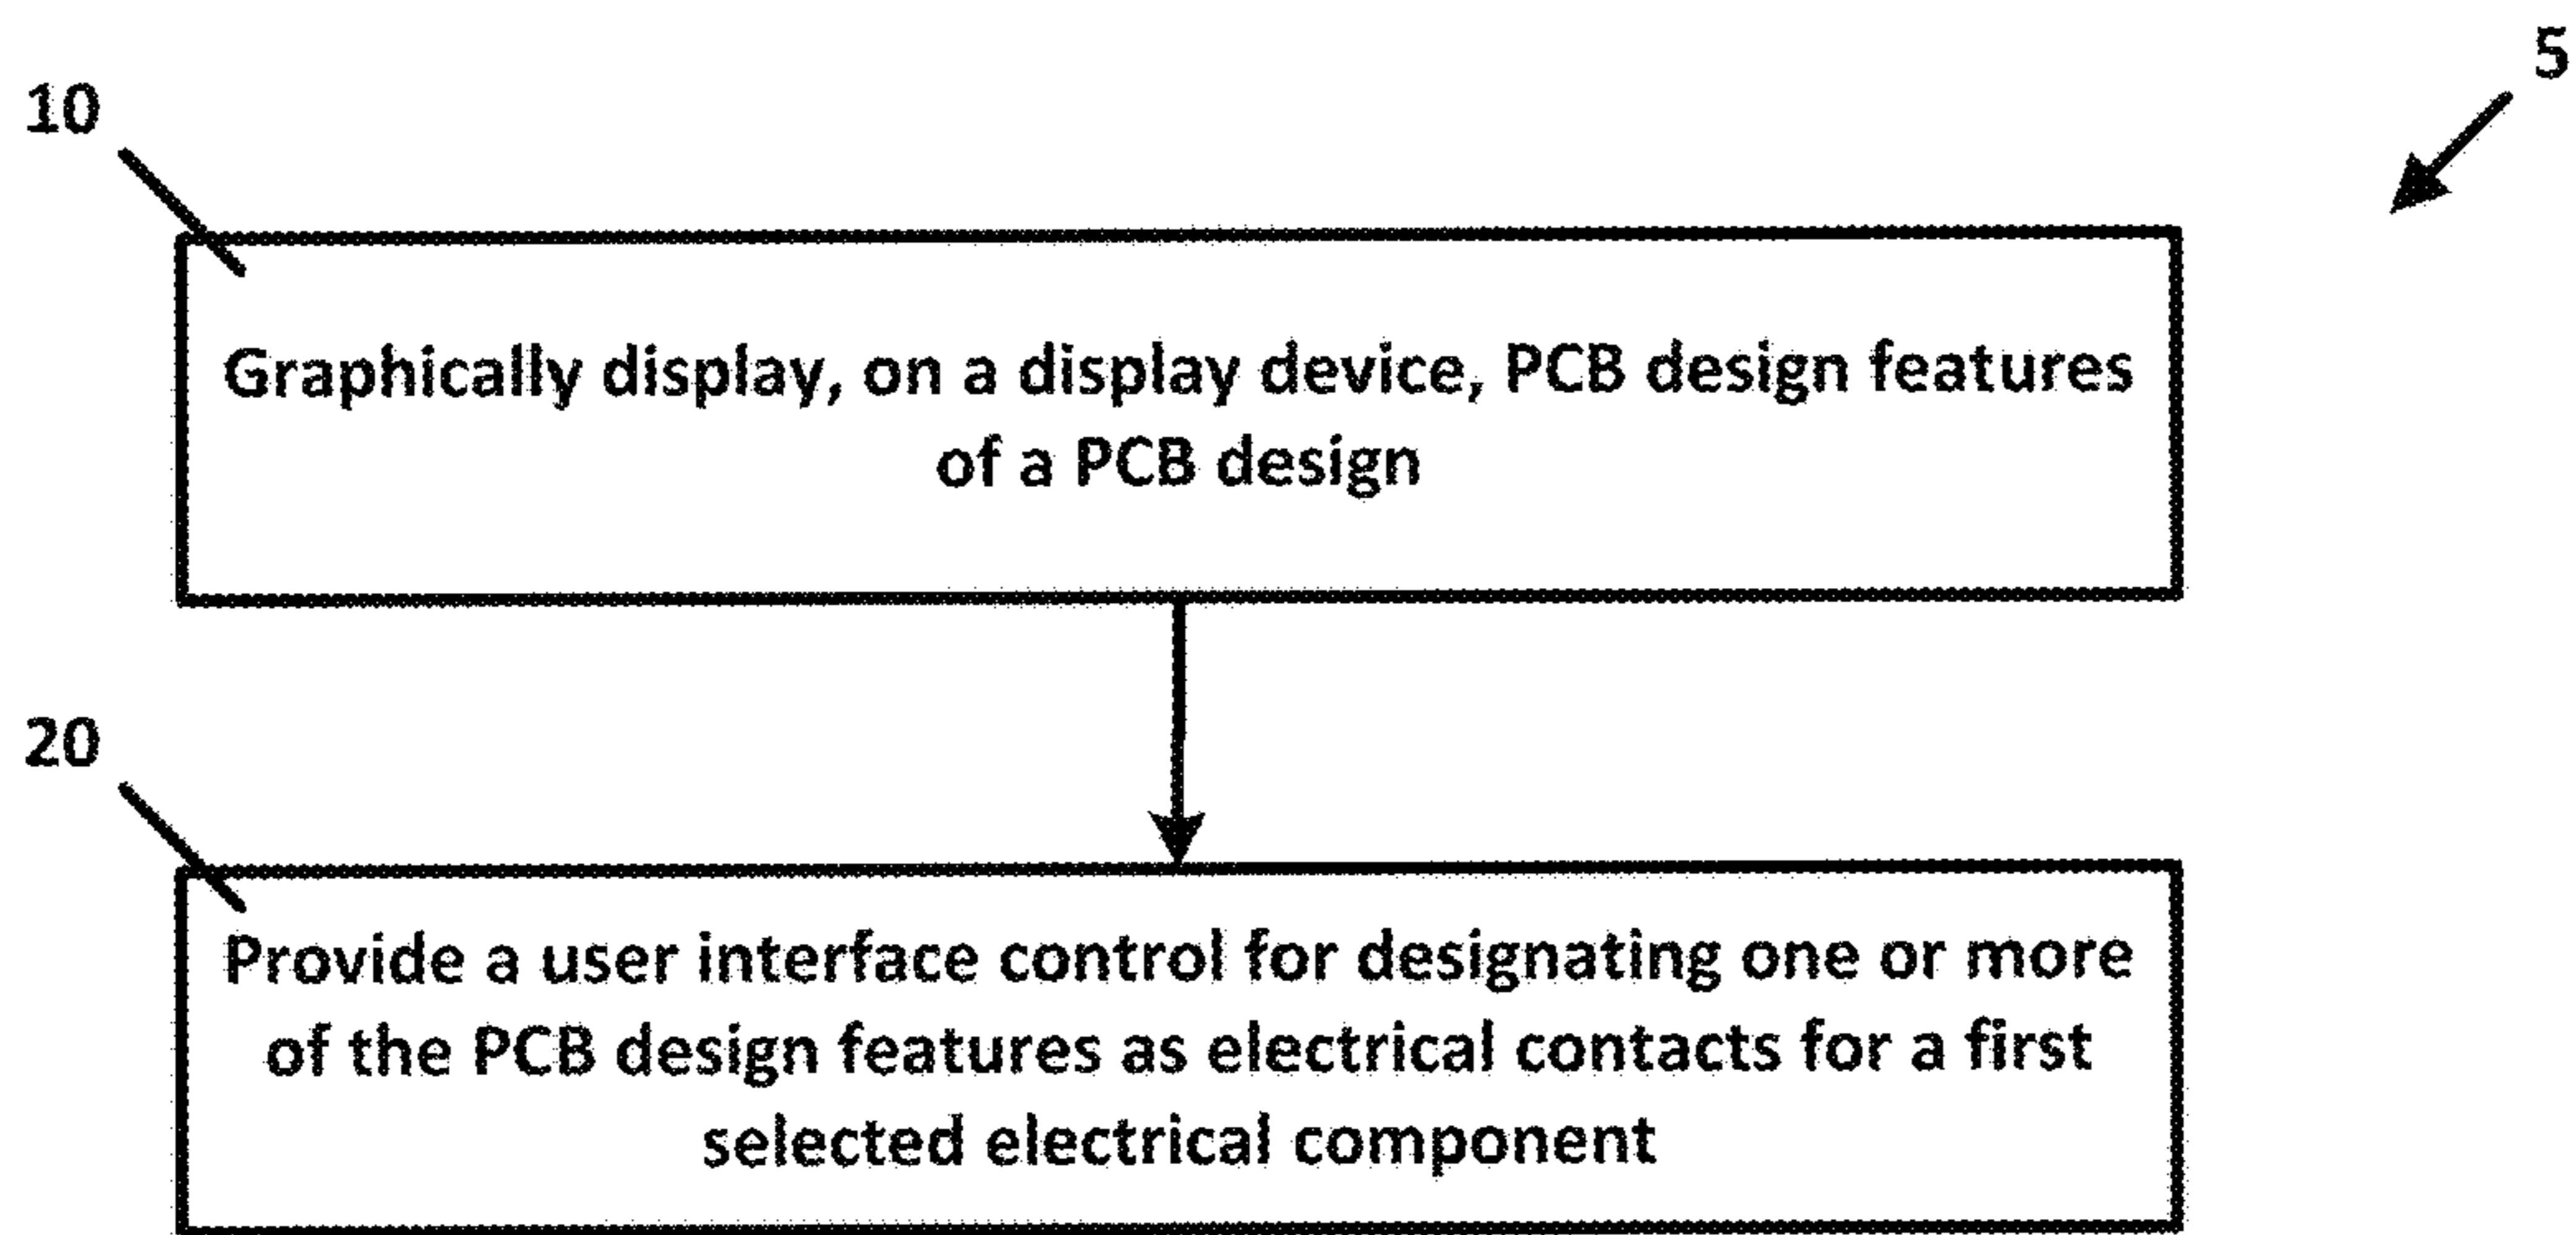 5
10
Graphically display, on a display device, PCB design features
of a PCB design
20
Provide a user interface control for designating one or more
of the PCB design features as electrical contacts for a first
selected electrical component